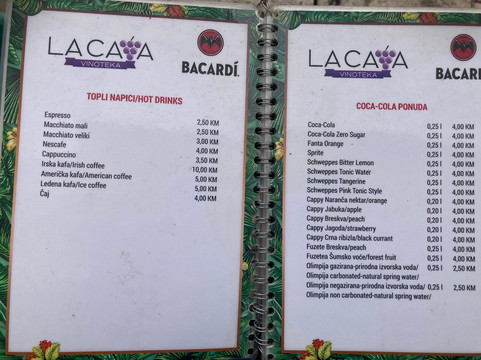 LACAVA
VINOTEKA
BACARDÍ.
TOPLI NAPICI/HOT DRINKS
Espresso 2,50 KM
Macchiato mali 2,50 KM
Macchiato veliki 3,00 KM
Nescafe 4,00 KM
Cappuccino 3,50 KM
Irska kafa/Irish coffee 10,00 KM
Američka kafa/American coffee 5,00 KM
Ledena kafa/Ice coffee 5,00 KM
Čaj 4,00 KM
LACAVA
VINOTEKA
BACARDÍ
COCA-COLA PONUDA
Coca-Cola 0,25 l 4,00 KM
Coca-Cola Zero Sugar 0,25 l 4,00 KM
Fanta Orange 0,25 l 4,00 KM
Sprite 0,25 l 4,00 KM
Schweppes Bitter Lemon 0,25 l 4,00 KM
Schweppes Tonic Water 0,25 l 4,00 KM
Schweppes Tangerine 0,25 l 4,00 KM
Schweppes Pink Tonic Style 0,25 l 4,00 KM
Cappy Naranča nektar/orange 0,25 l 4,00 KM
Cappy Jabuka/apple 0,20 l 4,00 KM
Cappy Breskva/peach 0,20 l 4,00 KM
Cappy Jagoda/strawberry 0,20 l 4,00 KM
Cappy Crna ribizla/black currant 0,20 l 4,00 KM
Fuzete Breskva/peach 0,25 l 4,00 KM
Fuzetea Šumsko voće/forest fruit 0,25 l 4,00 KM
Olimpija gazirana-prirodna izvorska voda/ 0,25 l 2,50 KM
Olimpija carbonated-natural spring water/
Olimpija negazirana-prirodna izvorska voda/ 0,25 l 2,50 KM
Olimpija non carbonated-natural spring water/